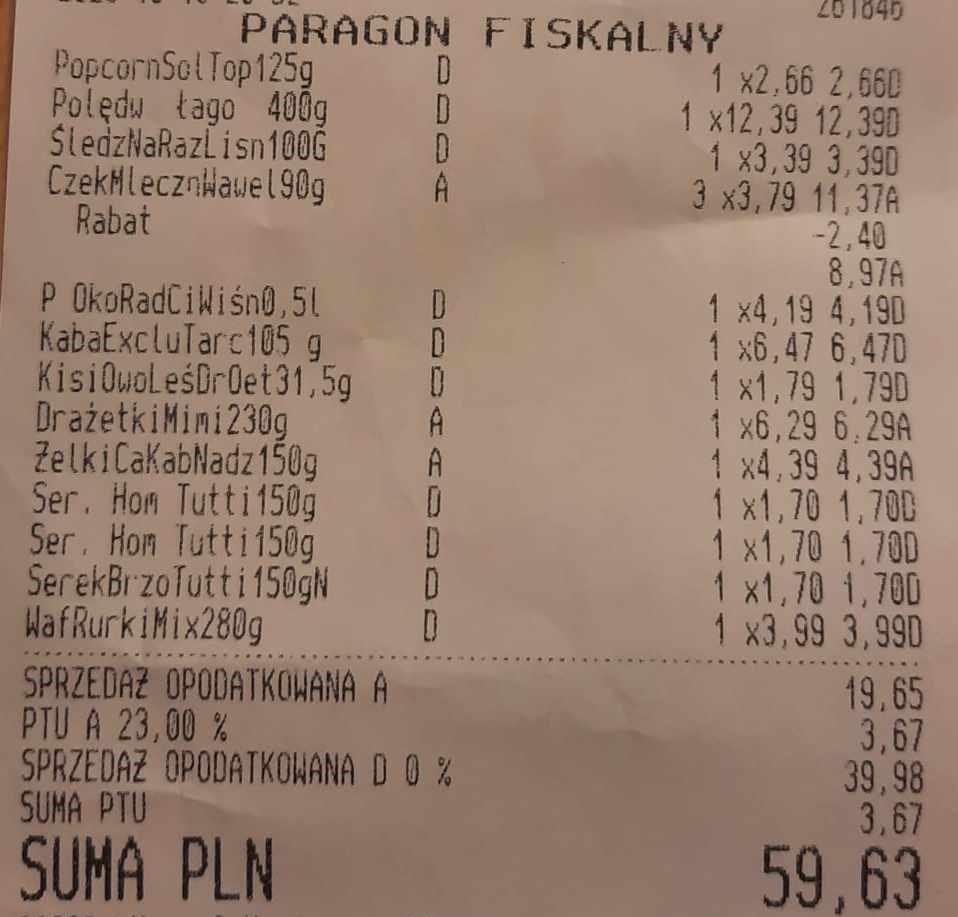 261846
PARAGON FISKALNY
PopcornSolTop125g D 1 x2,66 2,66D
Polędw łago 400g D 1 x12,39 12,39D
ŚledzNaRazLisn100G D 1 x3,39 3,39D
CzekMlecznWawel90g A 3 x3,79 11,37A
Rabat -2,40
8,97A
P OkoRadCiWiśn0,5l D 1 x4,19 4,19D
KabaExcluTarc105 g D 1 x6,47 6,47D
KisiOwoLeśDrOet31,5g D 1 x1,79 1,79D
DrażetkiMimi230g A 1 x6,29 6,29A
ŻelkiCaKabNadz150g A 1 x4,39 4,39A
Ser. Hom Tutti150g D 1 x1,70 1,70D
Ser. Hom Tutti150g D 1 x1,70 1,70D
SerekBrzoTutti150gN D 1 x1,70 1,70D
WafRurkiMix280g D 1 x3,99 3,99D
SPRZEDAŻ OPODATKOWANA A 19,65
PTU A 23,00 % 3,67
SPRZEDAŻ OPODATKOWANA D 0 % 39,98
SUMA PTU 3,67
SUMA PLN 59,63